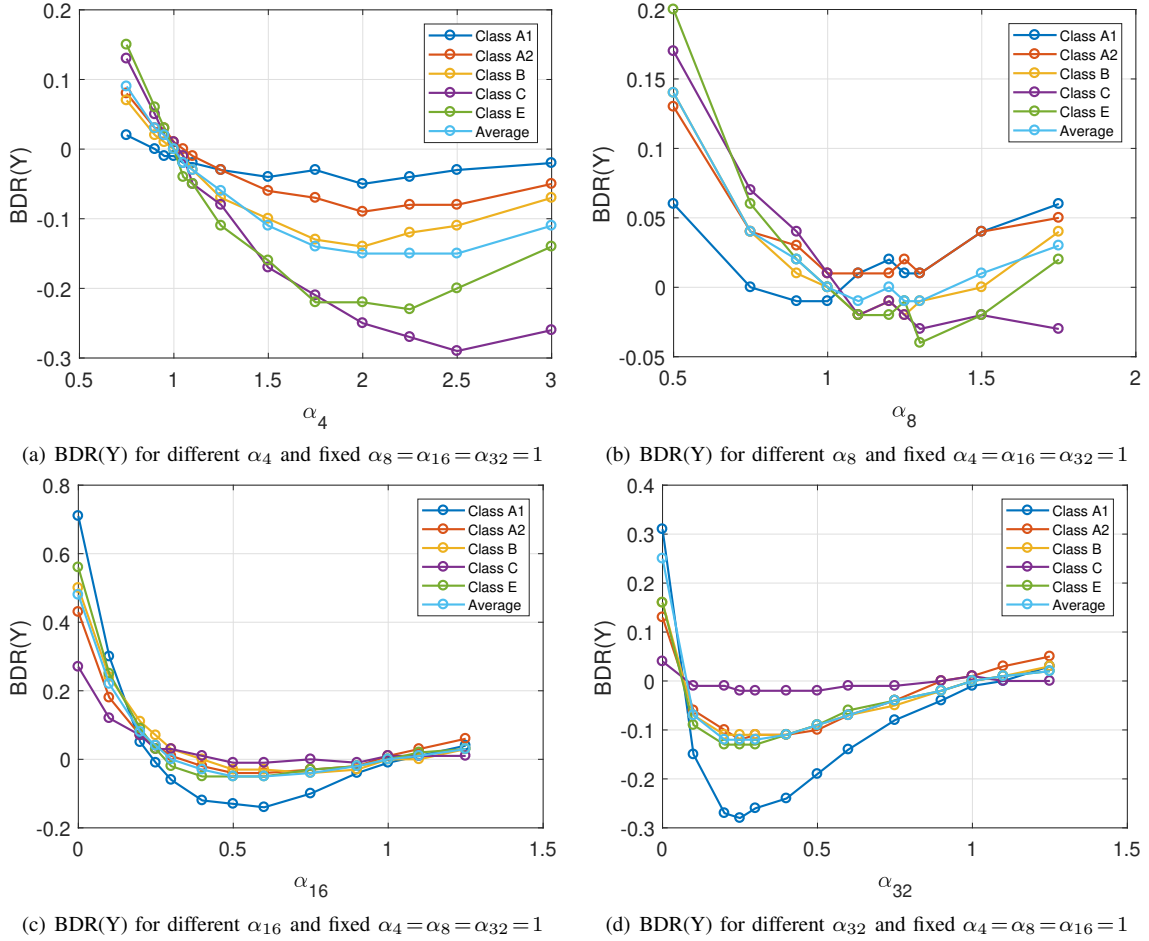 0.2
0.1
0
-0.1
-0.2
-0.3
0.5
1
1.5
2
2.5
3
BDR(Y)
α4
Class A1
Class A2
Class B
Class C
Class E
Average
(a) BDR(Y) for different α4 and fixed α8=α16=α32=1
0.2
0.15
0.1
0.05
0
-0.05
0.5
1
1.5
2
BDR(Y)
α8
Class A1
Class A2
Class B
Class C
Class E
Average
(b) BDR(Y) for different α8 and fixed α4=α16=α32=1
0.8
0.6
0.4
0.2
0
-0.2
0
0.5
1
1.5
BDR(Y)
α16
Class A1
Class A2
Class B
Class C
Class E
Average
(c) BDR(Y) for different α16 and fixed α4=α8=α32=1
0.4
0.3
0.2
0.1
0
-0.1
-0.2
-0.3
0
0.5
1
1.5
BDR(Y)
α32
Class A1
Class A2
Class B
Class C
Class E
Average
(d) BDR(Y) for different α32 and fixed α4=α8=α16=1